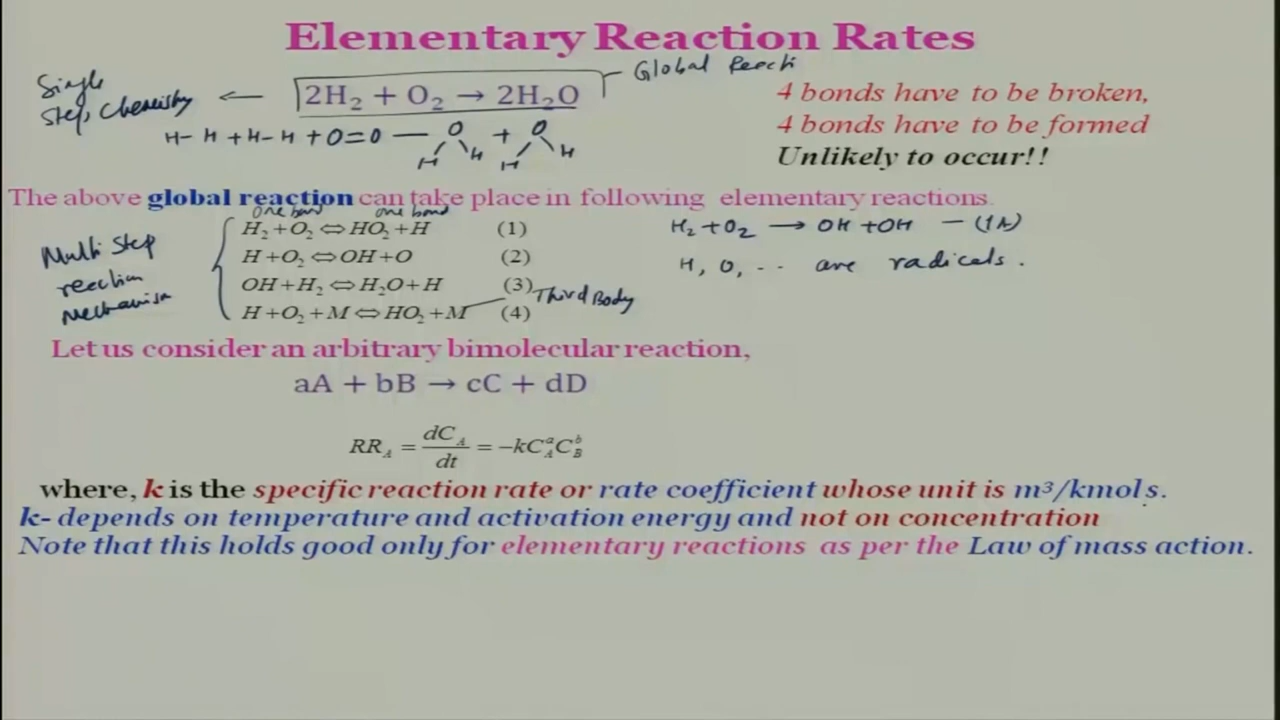 Elementary Reaction Rates
Single Step Chemistry ← 2H₂ + O₂ → 2H₂O Global Reacti
H-H + H-H + O=O — O H H + O H H
4 bonds have to be broken,
4 bonds have to be formed
Unlikely to occur!!
The above global reaction can take place in following elementary reactions.
one bond one bond
Multi Step reaction mechanism
H₂+O₂⇔HO₂+H (1)
H+O₂⇔OH+O (2)
OH+H₂⇔H₂O+H (3)
H+O₂+M⇔HO₂+M (4) Third Body
H₂+O₂ → OH+OH — (1A)
H, O, ... are radicals.
Let us consider an arbitrary bimolecular reaction,
aA + bB → cC + dD
RR_A = dC_A/dt = -kC_A^a C_B^b
where, k is the specific reaction rate or rate coefficient whose unit is m³/kmol s.
k- depends on temperature and activation energy and not on concentration
Note that this holds good only for elementary reactions as per the Law of mass action.